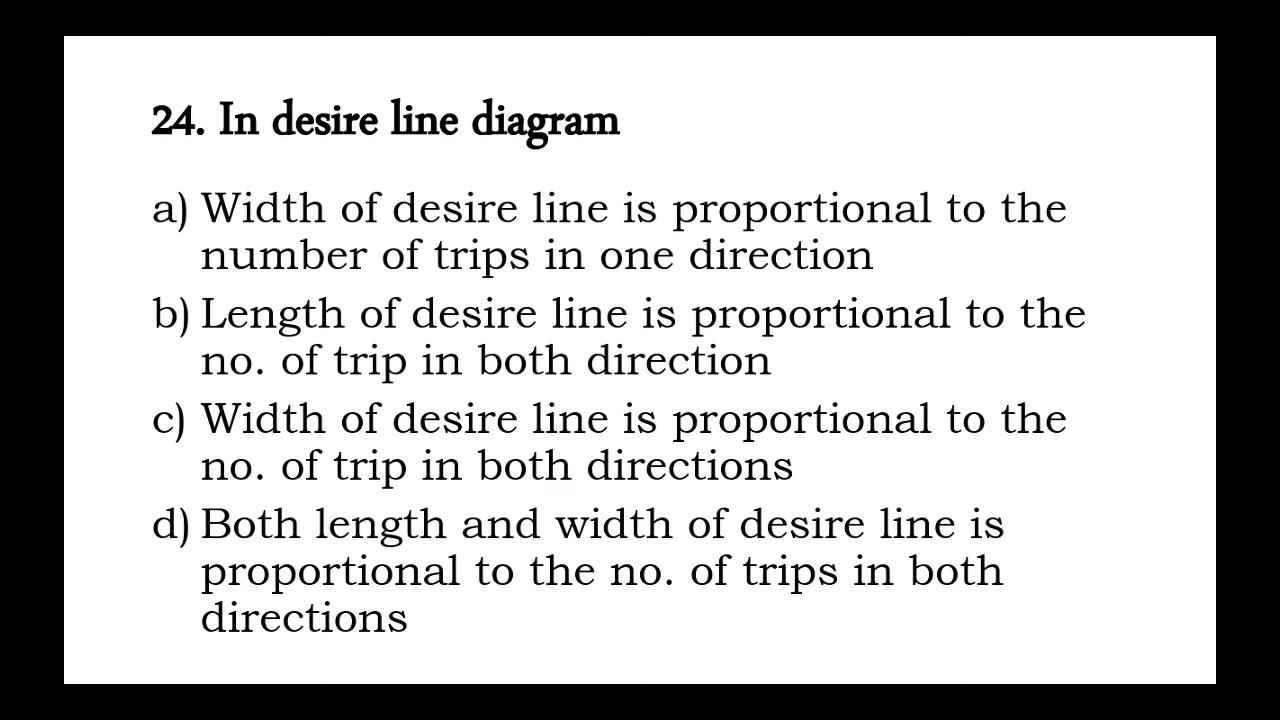 24. In desire line diagram
a) Width of desire line is proportional to the
number of trips in one direction
b) Length of desire line is proportional to the
no. of trip in both direction
c) Width of desire line is proportional to the
no. of trip in both directions
d) Both length and width of desire line is
proportional to the no. of trips in both
directions